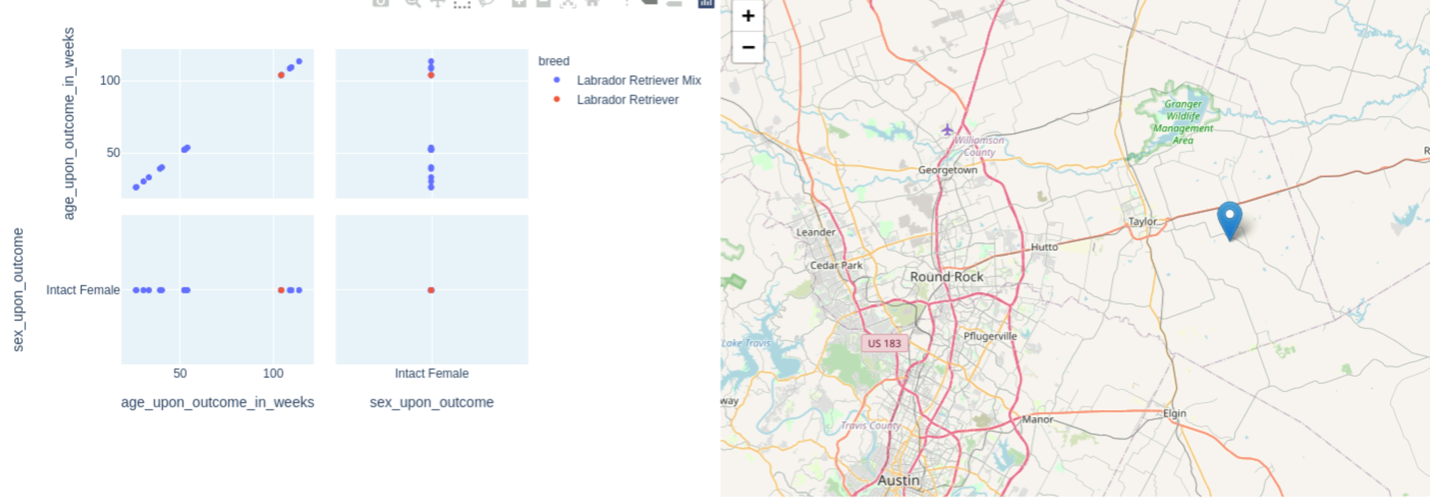 age_upon_outcome_in_weeks
100
50
sex_upon_outcome
Intact Female
50
100
Intact Female
age_upon_outcome_in_weeks
sex_upon_outcome
breed
Labrador Retriever Mix
Labrador Retriever
+
−
Granger
Wildlife
Management
Area
Williamson
County
Georgetown
R
Taylor
Leander
Hutto
Cedar Park
Round Rock
Pflugerville
US 183
Lake Travis
way
Elgin
Manor
Travis County
Austin